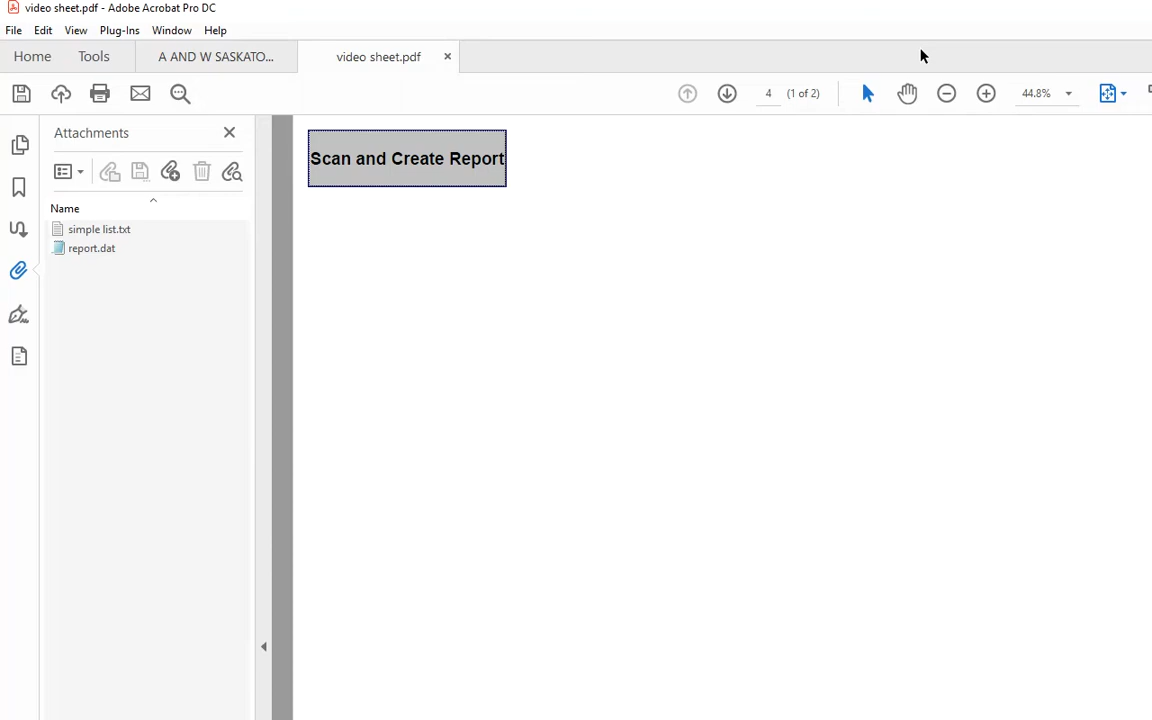 video sheet.pdf - Adobe Acrobat Pro DC
File Edit View Plug-Ins Window Help
Home Tools A AND W SASKATO... video sheet.pdf ×
4 (1 of 2) 44.8%
Attachments
Scan and Create Report
Name
simple list.txt
report.dat